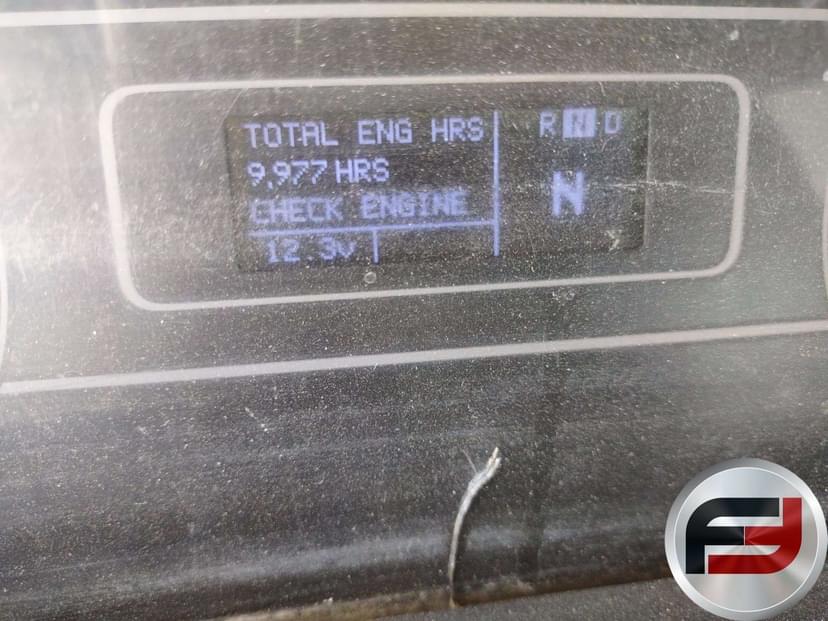 TOTAL ENG HRS
9,977 HRS
CHECK ENGINE
12.3v
R N D
N